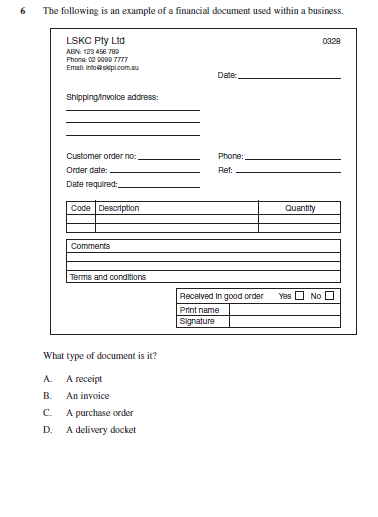 6 The following is an example of a financial document used within a business.
LSKC Pty Ltd 0328
ABN: 123 456 789
Phone: 02 9999 7777
Email: info@skipl.com.au
Date:
Shipping/Invoice address:
Customer order no: Phone:
Order date: Ref:
Date required:
Code Description Quantity
Comments
Terms and conditions
Received in good order Yes No
Print name
Signature
What type of document is it?
A. A receipt
B. An invoice
C. A purchase order
D. A delivery docket